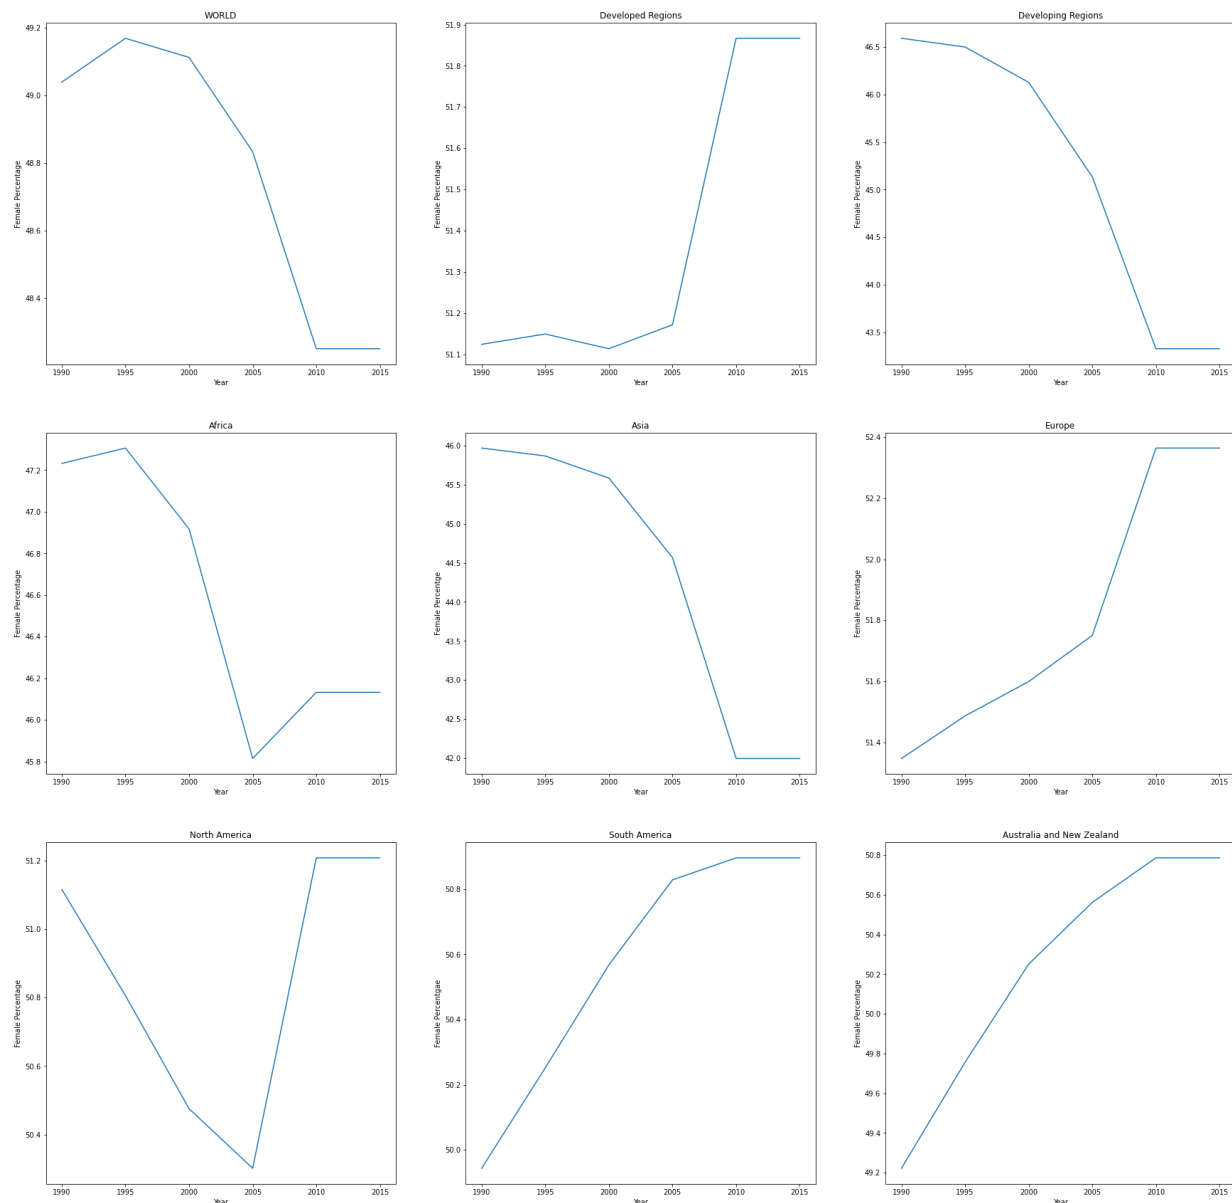 WORLD
Female Percentage
49.2
49.0
48.8
48.6
48.4
1990 1995 2000 2005 2010 2015
Year
Developed Regions
Female Percentage
51.9
51.8
51.7
51.6
51.5
51.4
51.3
51.2
51.1
1990 1995 2000 2005 2010 2015
Year
Developing Regions
Female Percentage
46.5
46.0
45.5
45.0
44.5
44.0
43.5
1990 1995 2000 2005 2010 2015
Year
Africa
Female Percentage
47.2
47.0
46.8
46.6
46.4
46.2
46.0
45.8
1990 1995 2000 2005 2010 2015
Year
Asia
Female Percentge
46.0
45.5
45.0
44.5
44.0
43.5
43.0
42.5
42.0
1990 1995 2000 2005 2010 2015
Year
Europe
Female Percentage
52.4
52.2
52.0
51.8
51.6
51.4
1990 1995 2000 2005 2010 2015
Year
North America
Female Percentage
51.2
51.0
50.8
50.6
50.4
1990 1995 2000 2005 2010 2015
Year
South America
Female Percentgae
50.8
50.6
50.4
50.2
50.0
1990 1995 2000 2005 2010 2015
Year
Australia and New Zealand
Female Percentage
50.8
50.6
50.4
50.2
50.0
49.8
49.6
49.4
49.2
1990 1995 2000 2005 2010 2015
Year